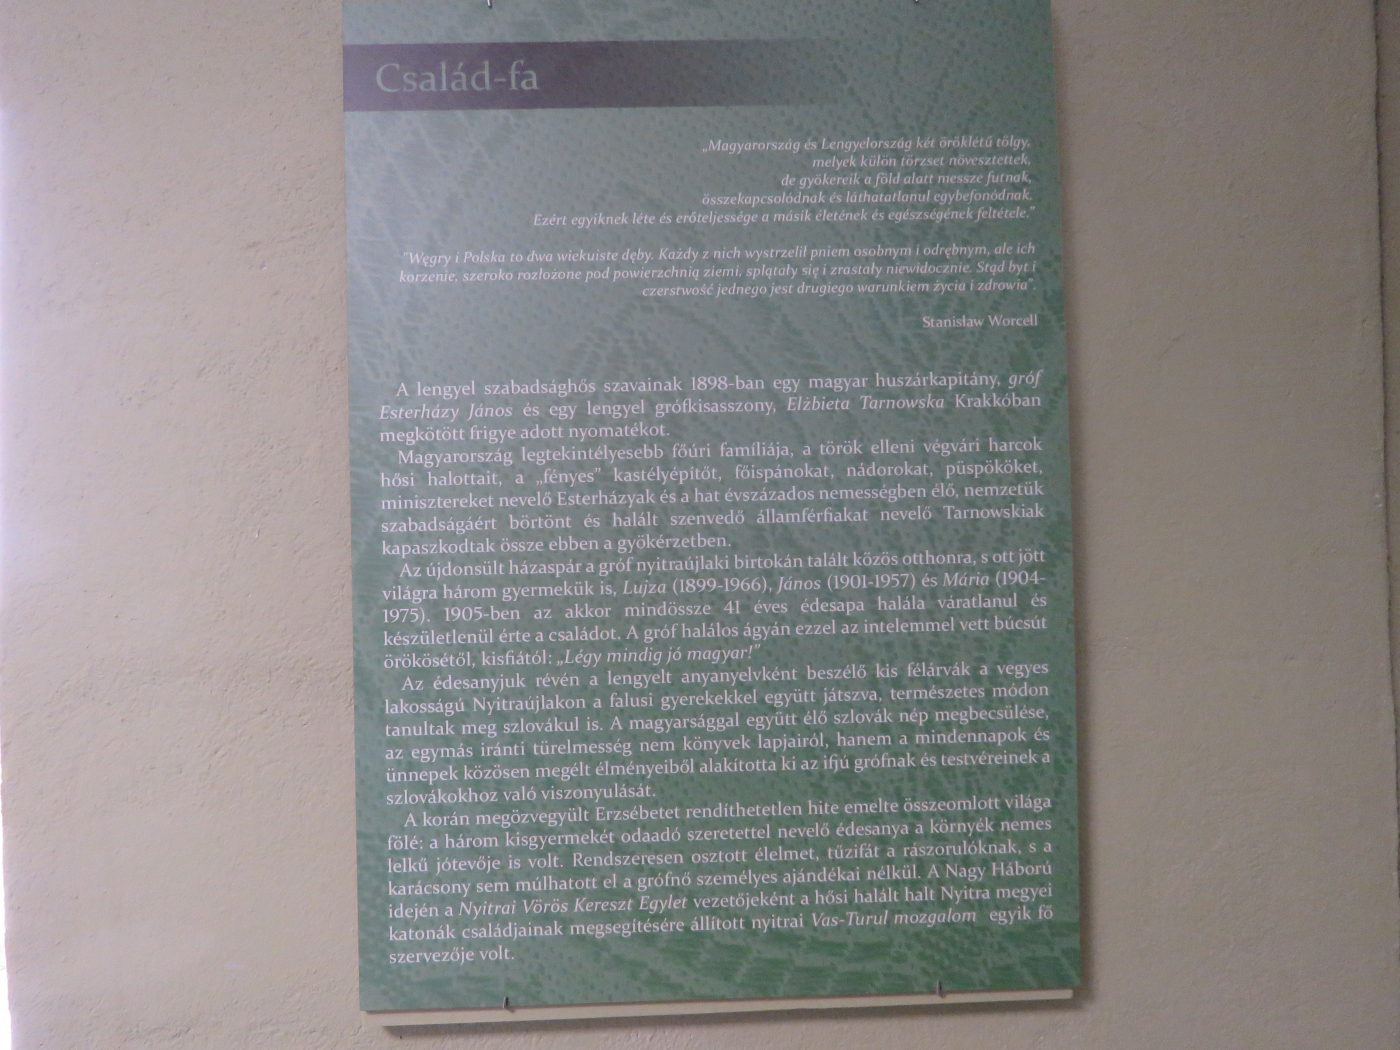 Család-fa
„Magyarország és Lengyelország két öröklétű tölgy,
melyek külön törzset növesztettek,
de gyökereik a föld alatt messze futnak,
összekapcsolódnak és láthatatlanul egybefonódnak.
Ezért egyiknek léte és erőteljessége a másik életének és egészségének feltétele."
"Węgry i Polska to dwa wiekuiste dęby. Każdy z nich wystrzelił pniem osobnym i odrębnym, ale ich
korzenie, szeroko rozłożone pod powierzchnią ziemi, splątały się i zrastały niewidocznie. Stąd byt i
czerstwość jednego jest drugiego warunkiem życia i zdrowia".
Stanisław Worcell
A lengyel szabadsághős szavainak 1898-ban egy magyar huszárkapitány, gróf
Esterházy János és egy lengyel grófkisasszony, Elżbieta Tarnowska Krakkóban
megkötött frigye adott nyomatékot.
Magyarország legtekintélyesebb főúri famíliája, a török elleni végvári harcok
hősi halottait, a „fényes" kastélyépítőt, főispánokat, nádorokat, püspököket,
minisztereket nevelő Esterházyak és a hat évszázados nemességben élő, nemzetük
szabadságáért börtönt és halált szenvedő államférfiakat nevelő Tarnowskiak
kapaszkodtak össze ebben a gyökérzetben.
Az újdonsült házaspár a gróf nyitraújlaki birtokán talált közös otthonra, s ott jött
világra három gyermekük is, Lujza (1899-1966), János (1901-1957) és Mária (1904-
1975). 1905-ben az akkor mindössze 41 éves édesapa halála váratlanul és
készületlenül érte a családot. A gróf halálos ágyán ezzel az intelemmel vett búcsút
örökösétől, kisfiától: „Légy mindig jó magyar!"
Az édesanyjuk révén a lengyelt anyanyelvként beszélő kis félárvák a vegyes
lakosságú Nyitraújlakon a falusi gyerekekkel együtt játszva, természetes módon
tanultak meg szlovákul is. A magyarsággal együtt élő szlovák nép megbecsülése,
az egymás iránti türelmesség nem könyvek lapjairól, hanem a mindennapok és
ünnepek közösen megélt élményeiből alakította ki az ifjú grófnak és testvéreinek a
szlovákokhoz való viszonyulását.
A korán megözvegyült Erzsébetet rendíthetetlen hite emelte összeomlott világa
fölé; a három kisgyermekét odaadó szeretettel nevelő édesanya a környék nemes
lelkű jótevője is volt. Rendszeresen osztott élelmet, tűzifát a rászorulóknak, s a
karácsony sem múlhatott el a grófnő személyes ajándékai nélkül. A Nagy Háború
idején a Nyitrai Vörös Kereszt Egylet vezetőjeként a hősi halált halt Nyitra megyei
katonák családjainak megsegítésére állított nyitrai Vas-Turul mozgalom egyik fő
szervezője volt.